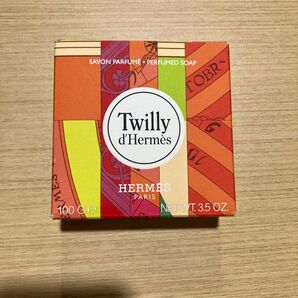 SAVON PARFUMÉ • PERFUMED SOAP
Twilly
d'Hermès
HERMÈS
PARIS
100 G e NET WT. 3.5 OZ.